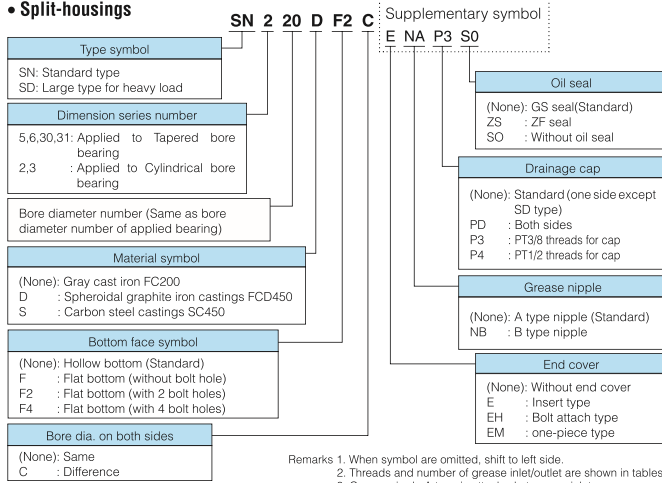 • Split-housings
SN 2 20 D F2 C
Supplementary symbol
E NA P3 S0
Type symbol
SN: Standard type
SD: Large type for heavy load
Dimension series number
5,6,30,31: Applied to Tapered bore
bearing
2,3 : Applied to Cylindrical bore
bearing
Bore diameter number (Same as bore
diameter number of applied bearing)
Material symbol
(None): Gray cast iron FC200
D : Spheroidal graphite iron castings FCD450
S : Carbon steel castings SC450
Bottom face symbol
(None): Hollow bottom (Standard)
F : Flat bottom (without bolt hole)
F2 : Flat bottom (with 2 bolt holes)
F4 : Flat bottom (with 4 bolt holes)
Bore dia. on both sides
(None): Same
C : Difference
Oil seal
(None): GS seal(Standard)
ZS : ZF seal
SO : Without oil seal
Drainage cap
(None): Standard (one side except
SD type)
PD : Both sides
P3 : PT3/8 threads for cap
P4 : PT1/2 threads for cap
Grease nipple
(None): A type nipple (Standard)
NB : B type nipple
End cover
(None): Without end cover
E : Insert type
EH : Bolt attach type
EM : one-piece type
Remarks 1. When symbol are omitted, shift to left side.
2. Threads and number of grease inlet/outlet are shown in tables